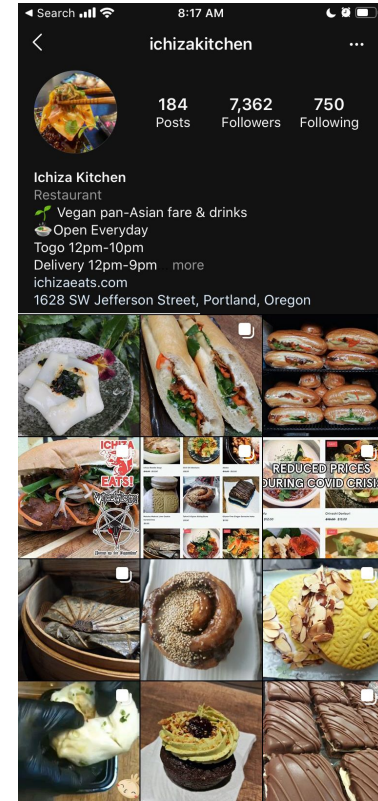 Search
8:17 AM
ichizakitchen
184
Posts
7,362
Followers
750
Following
Ichiza Kitchen
Restaurant
Vegan pan-Asian fare & drinks
Open Everyday
Togo 12pm-10pm
Delivery 12pm-9pm more
ichizaeats.com
1628 SW Jefferson Street, Portland, Oregon
ICHIZA
EATS!
REDUCED PRICES
DURING COVID CRISIS